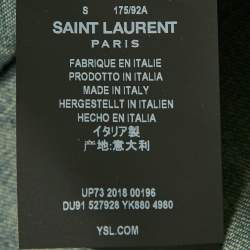 S 175/92A
SAINT LAURENT
PARIS
FABRIQUE EN ITALIE
PRODOTTO IN ITALIA
MADE IN ITALY
HERGESTELLT IN ITALIEN
HECHO EN ITALIA
イタリア製
产地:意大利
UP73 2018 00196
DU91 527928 YK880 4980
YSL.COM